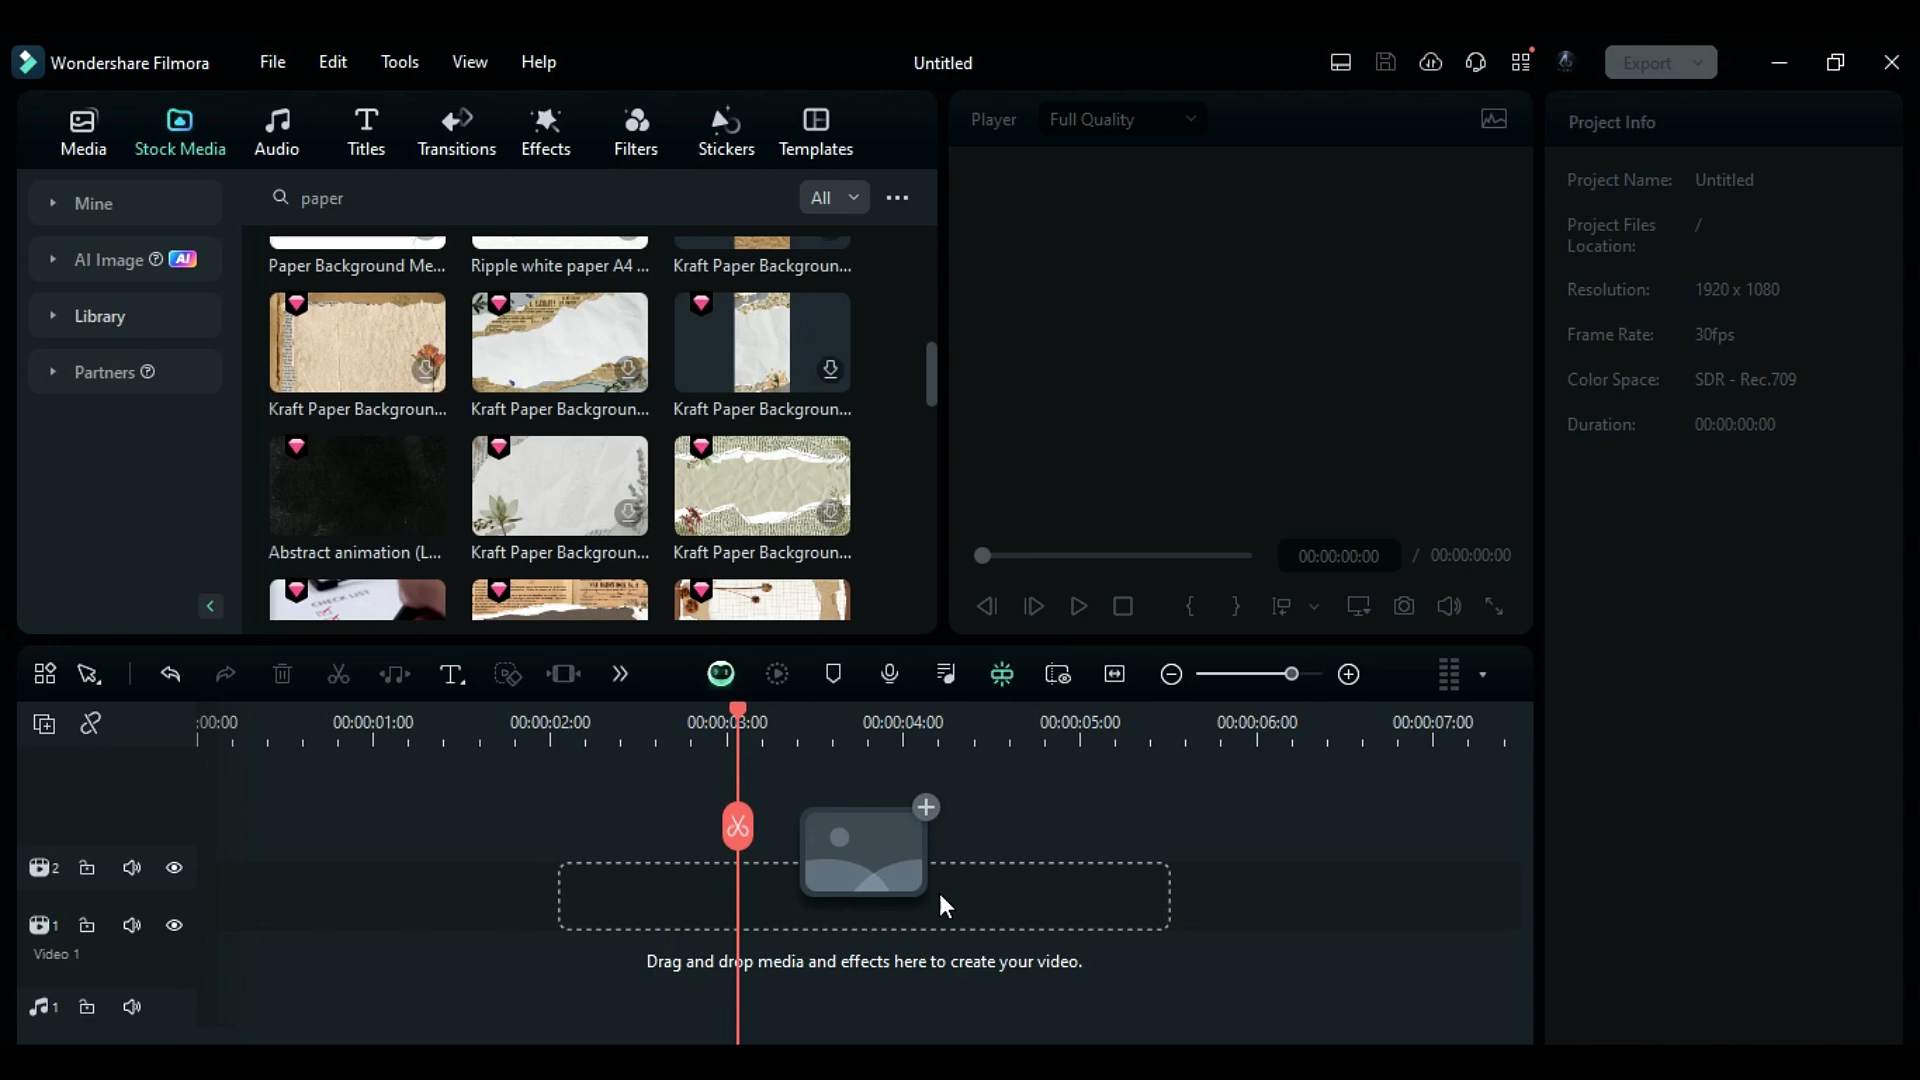 Wondershare Filmora
File
Edit
Tools
View
Help
Untitled
Export
Media
Stock Media
Audio
Titles
Transitions
Effects
Filters
Stickers
Templates
Mine
AI Image
AI
Library
Partners
paper
All
Paper Background Me...
Ripple white paper A4 ...
Kraft Paper Backgroun...
Kraft Paper Backgroun...
Kraft Paper Backgroun...
Kraft Paper Backgroun...
Abstract animation (L...
Kraft Paper Backgroun...
Kraft Paper Backgroun...
CHECK LIST
Player
Full Quality
00:00:00:00
/
00:00:00:00
Project Info
Project Name:
Untitled
Project Files
Location:
/
Resolution:
1920 x 1080
Frame Rate:
30fps
Color Space:
SDR - Rec.709
Duration:
00:00:00:00
:00:00
00:00:01:00
00:00:02:00
00:00:03:00
00:00:04:00
00:00:05:00
00:00:06:00
00:00:07:00
2
1
Video 1
1
Drag and drop media and effects here to create your video.